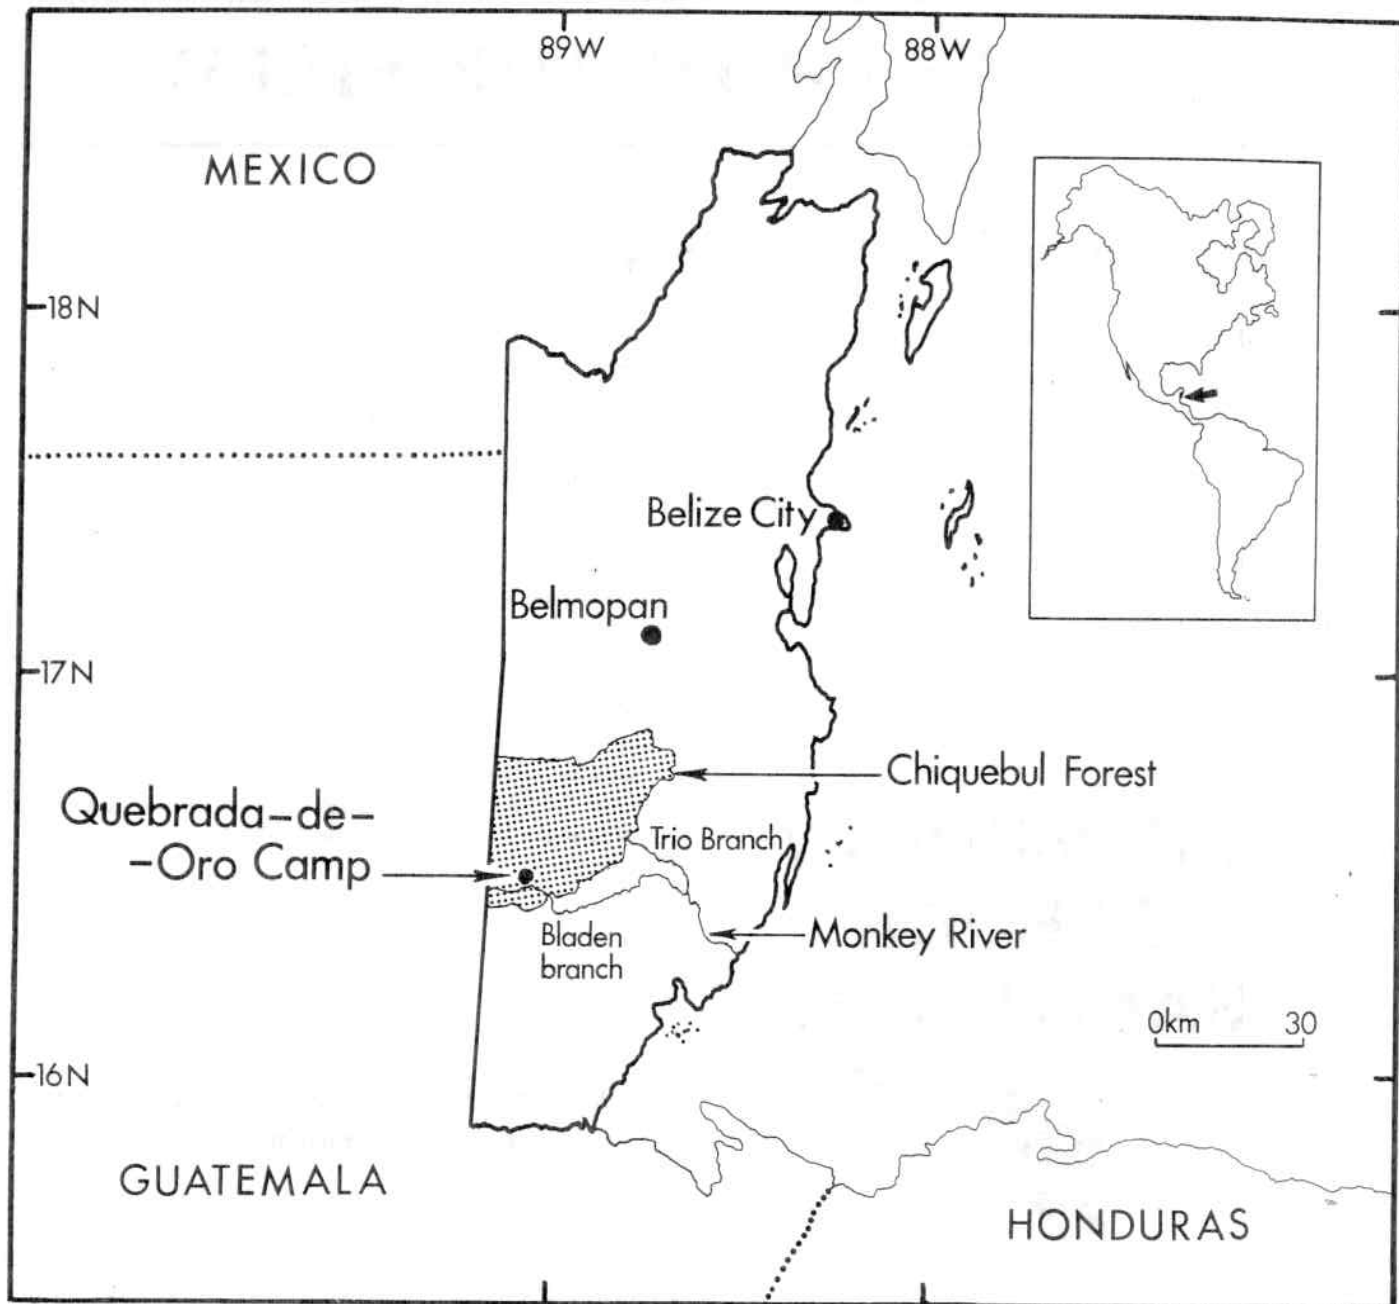 89W
88W
MEXICO
18N
Belize City
Belmopan
17N
Chiquebul Forest
Quebrada-de-
-Oro Camp
Trio Branch
Monkey River
Bladen
branch
0km 30
16N
GUATEMALA
HONDURAS